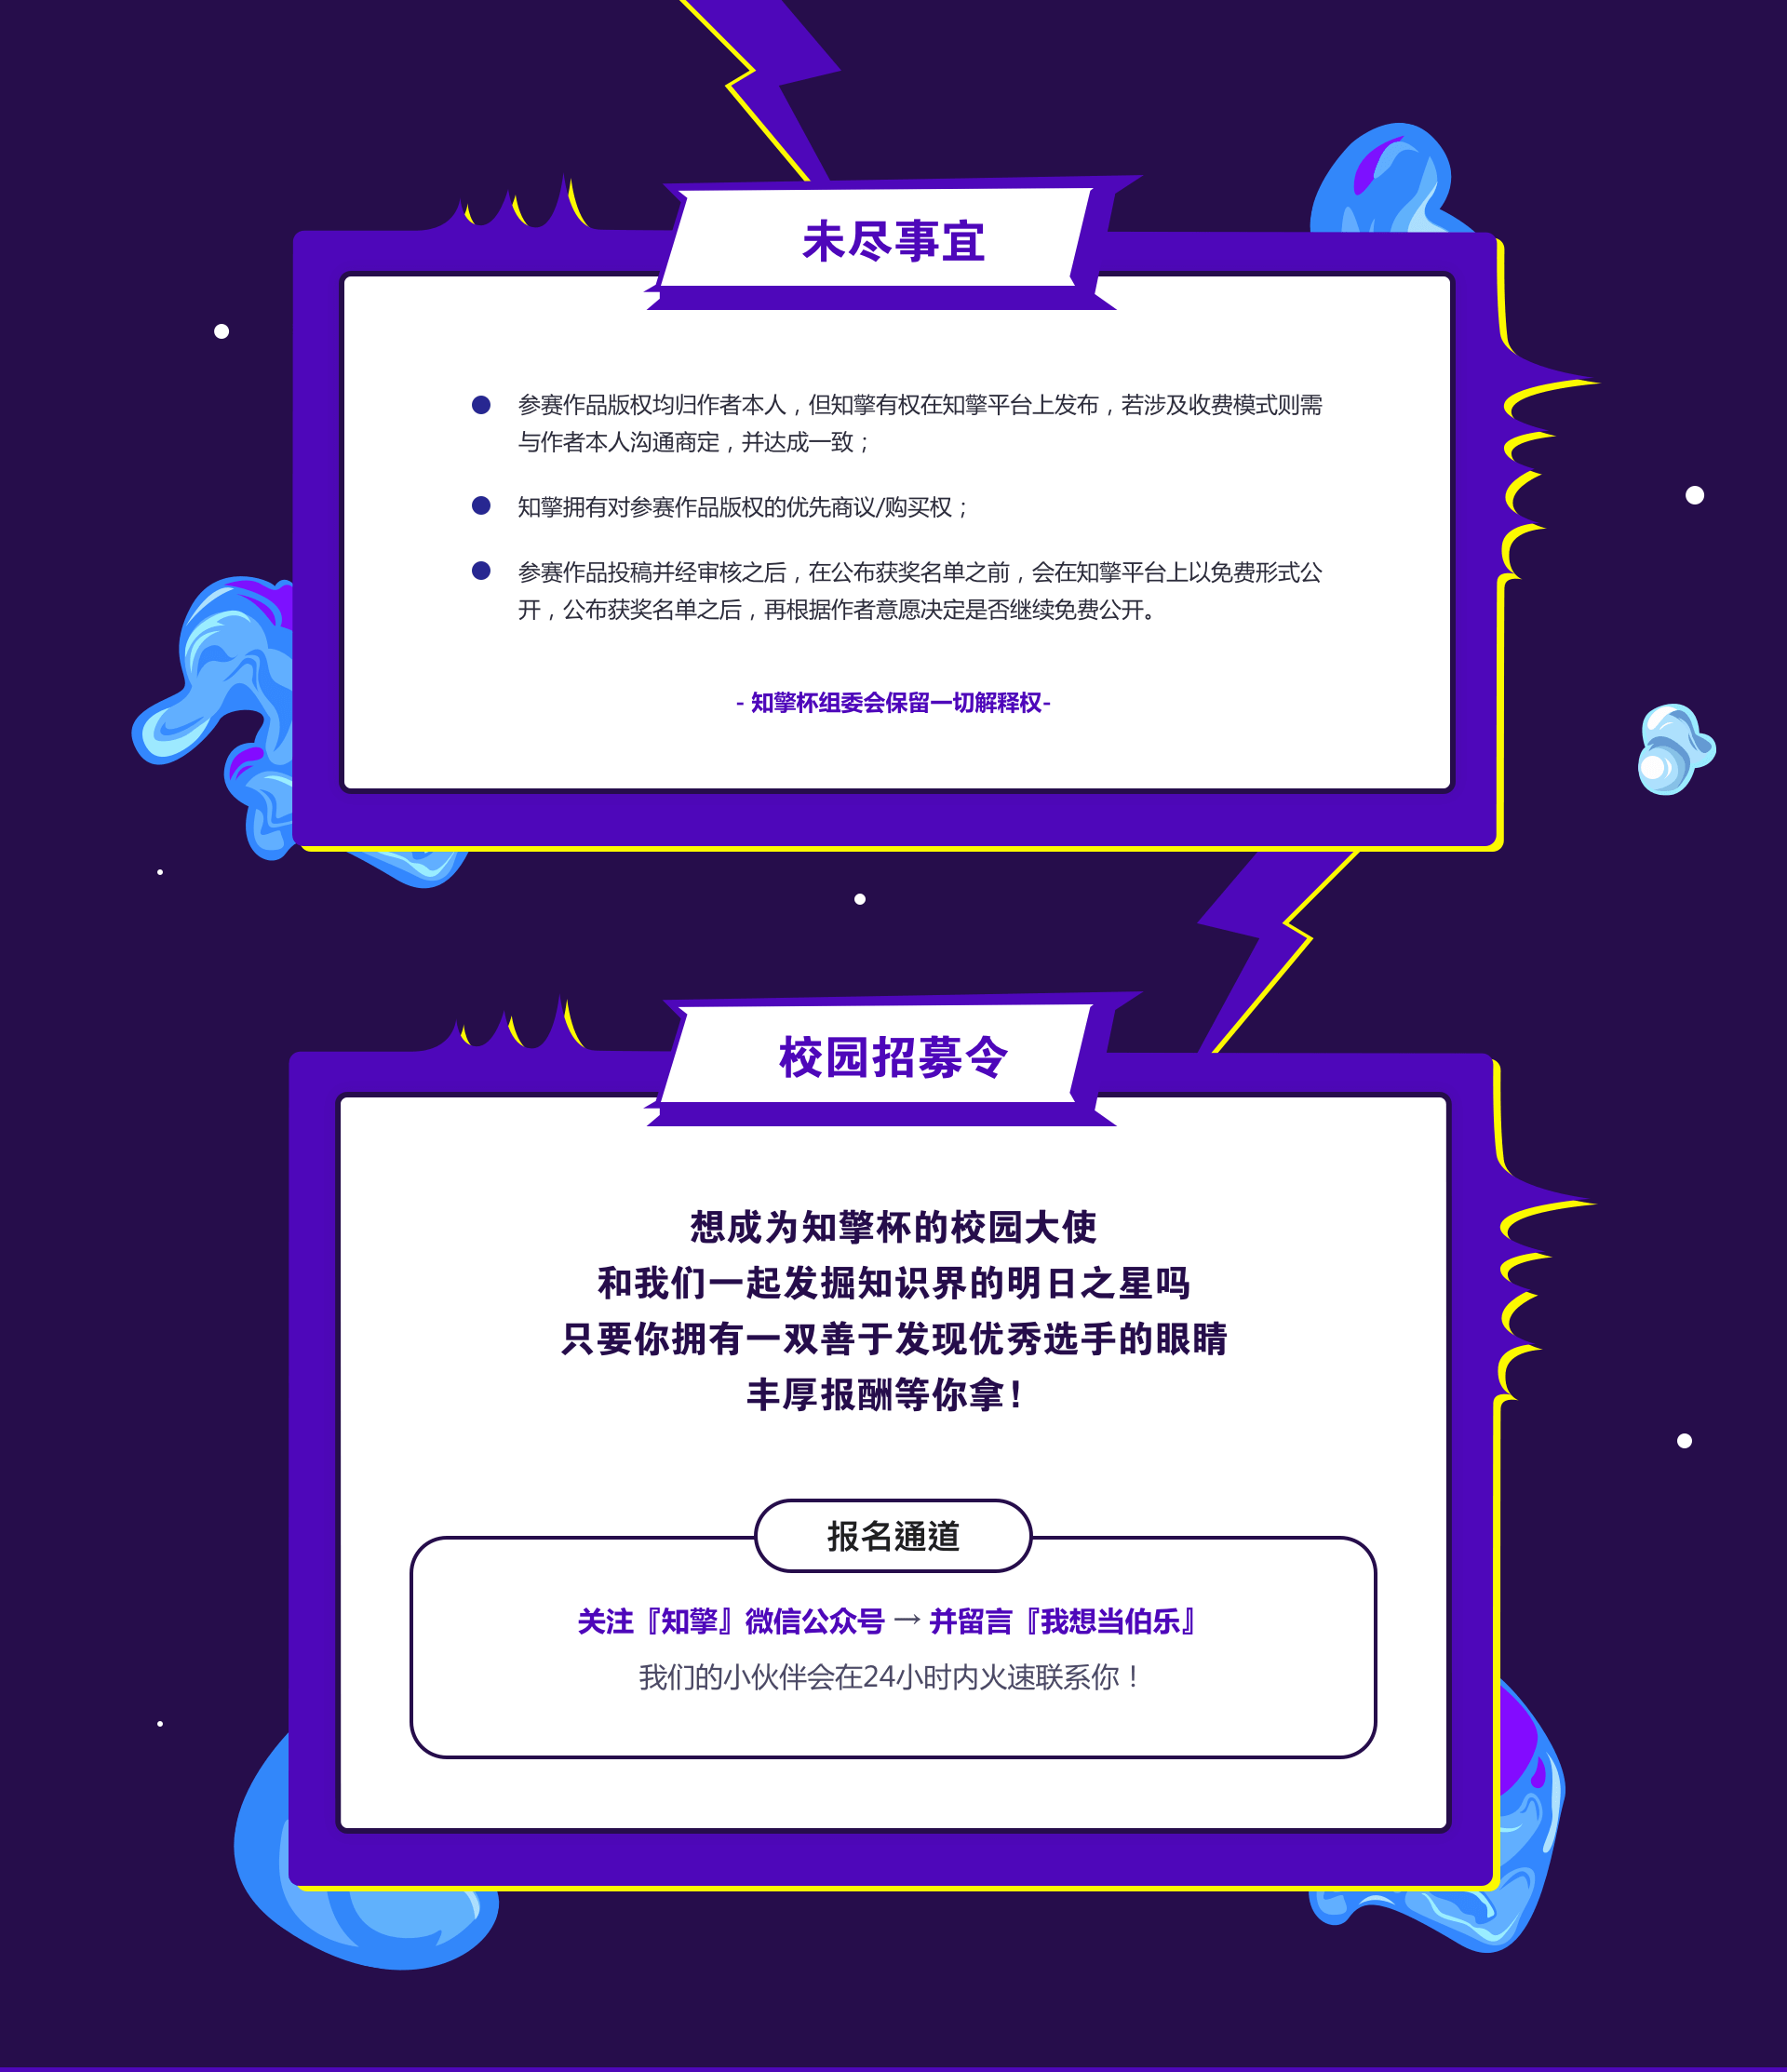 未尽事宜
参赛作品版权均归作者本人，但知擎有权在知擎平台上发布，若涉及收费模式则需
与作者本人沟通商定，并达成一致；
知擎拥有对参赛作品版权的优先商议/购买权；
参赛作品投稿并经审核之后，在公布获奖名单之前，会在知擎平台上以免费形式公
开，公布获奖名单之后，再根据作者意愿决定是否继续免费公开。
- 知擎杯组委会保留一切解释权-
校园招募令
想成为知擎杯的校园大使
和我们一起发掘知识界的明日之星吗
只要你拥有一双善于发现优秀选手的眼睛
丰厚报酬等你拿！
报名通道
关注『知擎』微信公众号 → 并留言『我想当伯乐』
我们的小伙伴会在24小时内火速联系你！